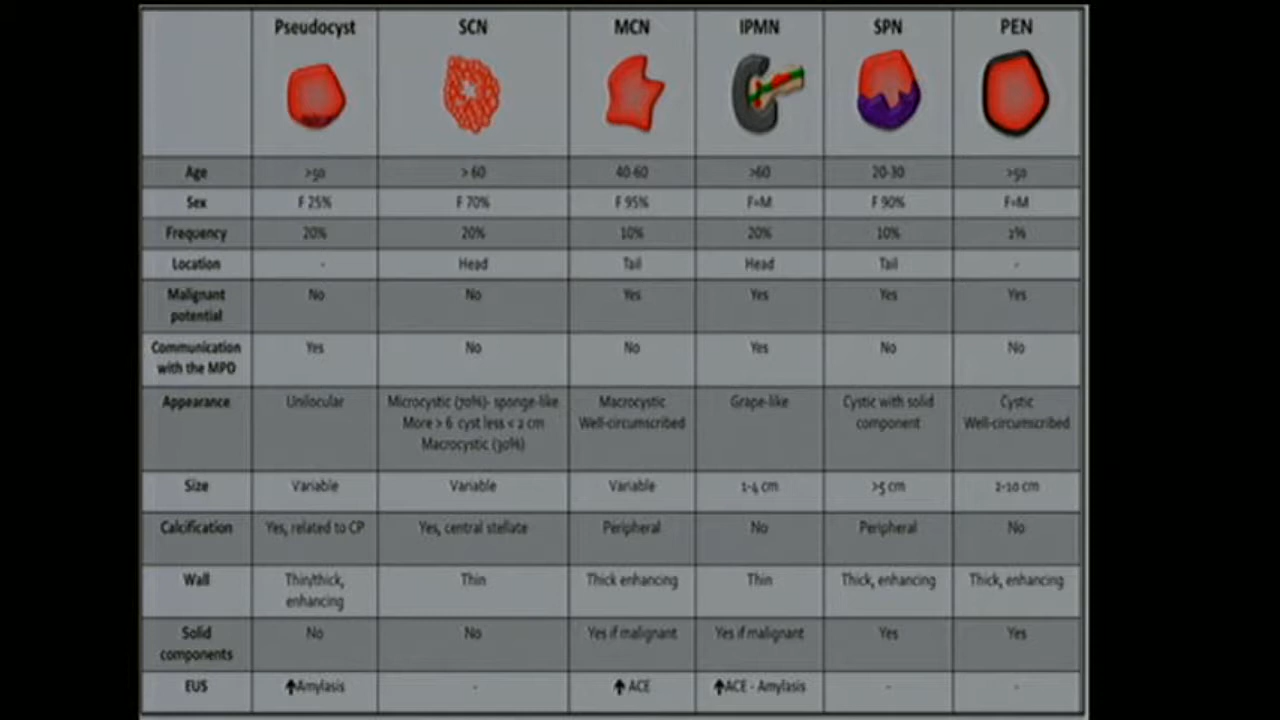 Pseudocyst SCN MCN IPMN SPN PEN
Age >50 > 60 40-60 >60 20-30 >50
Sex F 25% F 70% F 95% F=M F 90% F=M
Frequency 20% 20% 10% 20% 10% 2%
Location - Head Tail Head Tail -
Malignant potential No No Yes Yes Yes Yes
Communication with the MPD Yes No No Yes No No
Appearance Unilocular Microcystic (70%)- sponge-like More > 6 cyst less < 2 cm Macrocystic (30%) Macrocystic Well-circumscribed Grape-like Cystic with solid component Cystic Well-circumscribed
Size Variable Variable Variable 1-4 cm >5 cm 2-10 cm
Calcification Yes, related to CP Yes, central stellate Peripheral No Peripheral No
Wall Thin/thick, enhancing Thin Thick enhancing Thin Thick, enhancing Thick, enhancing
Solid components No No Yes if malignant Yes if malignant Yes Yes
EUS ↑Amylasis - ↑ ACE ↑ACE - Amylasis - -